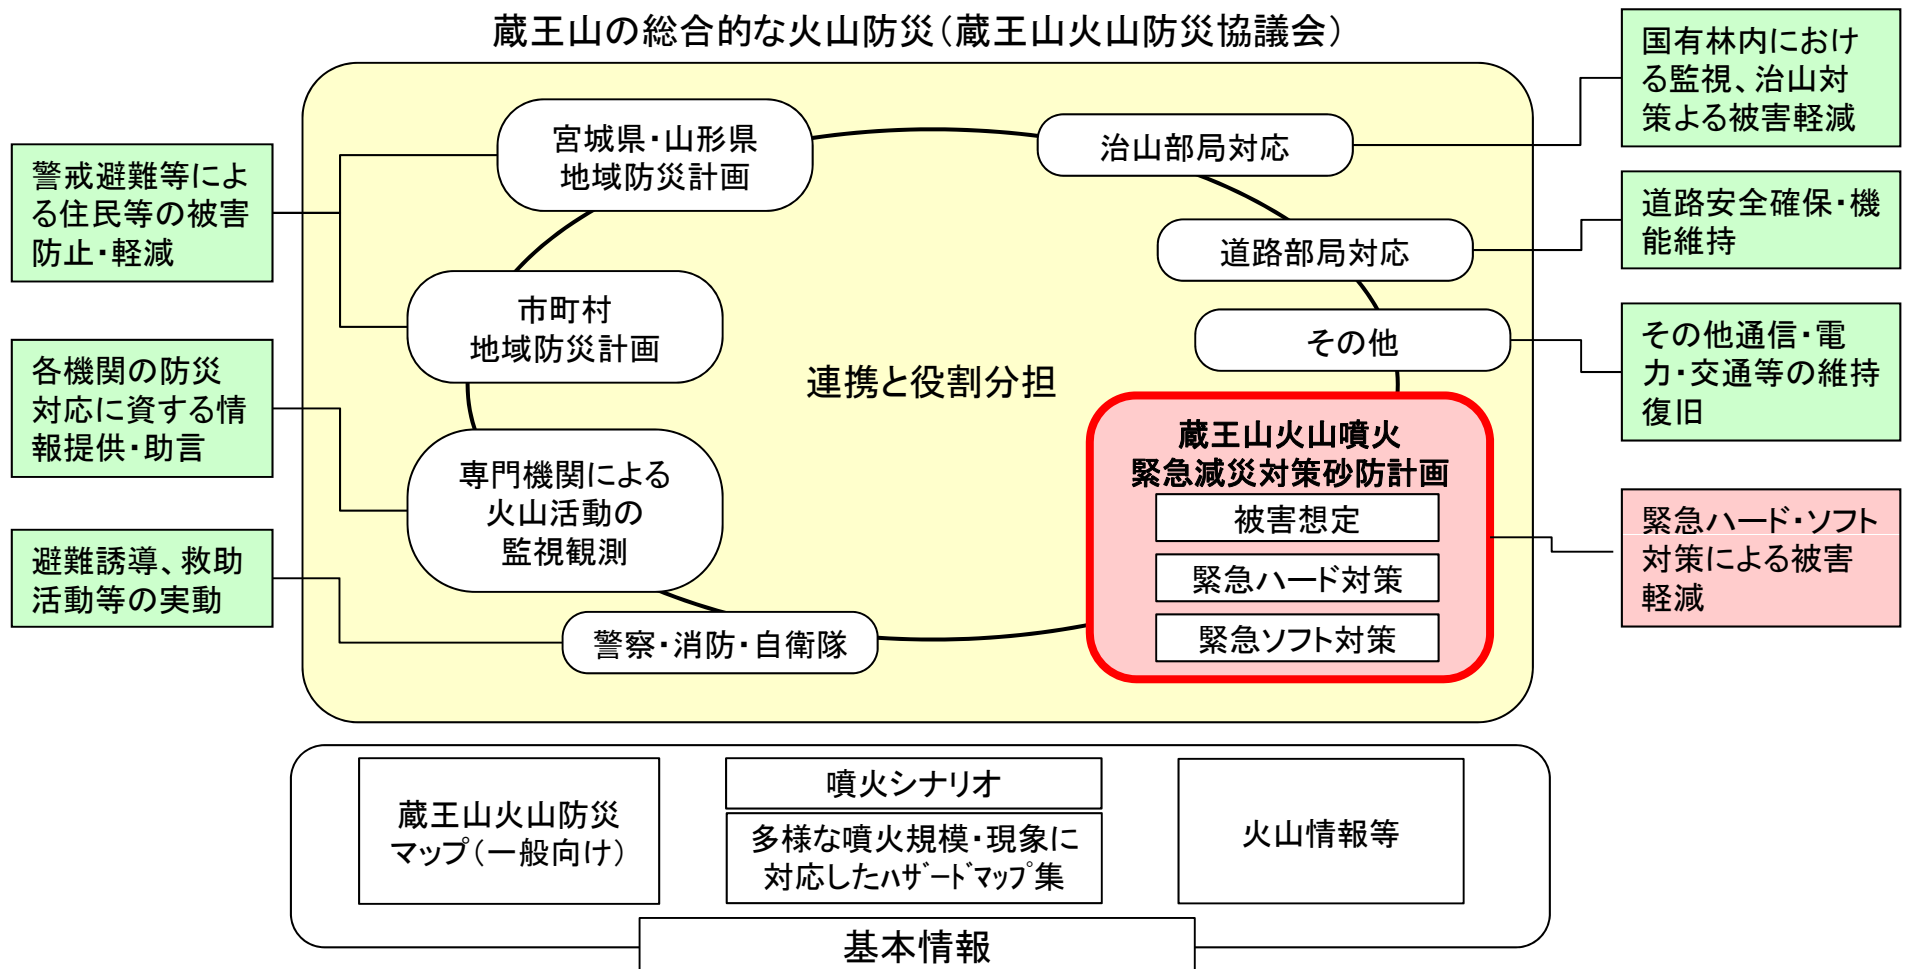 蔵王山の総合的な火山防災（蔵王山火山防災協議会）
宮城県・山形県
地域防災計画
市町村
地域防災計画
専門機関による
火山活動の
監視観測
警察・消防・自衛隊
治山部局対応
道路部局対応
その他
連携と役割分担
蔵王山火山噴火
緊急減災対策砂防計画
被害想定
緊急ハード対策
緊急ソフト対策
警戒避難等によ
る住民等の被害
防止・軽減
各機関の防災
対応に資する情
報提供・助言
避難誘導、救助
活動等の実動
国有林内におけ
る監視、治山対
策よる被害軽減
道路安全確保・機
能維持
その他通信・電
力・交通等の維持
復旧
緊急ハード・ソフト
対策による被害
軽減
蔵王山火山防災
マップ（一般向け）
噴火シナリオ
多様な噴火規模・現象に
対応したﾊｻﾞｰﾄﾞﾏｯﾌﾟ集
火山情報等
基本情報